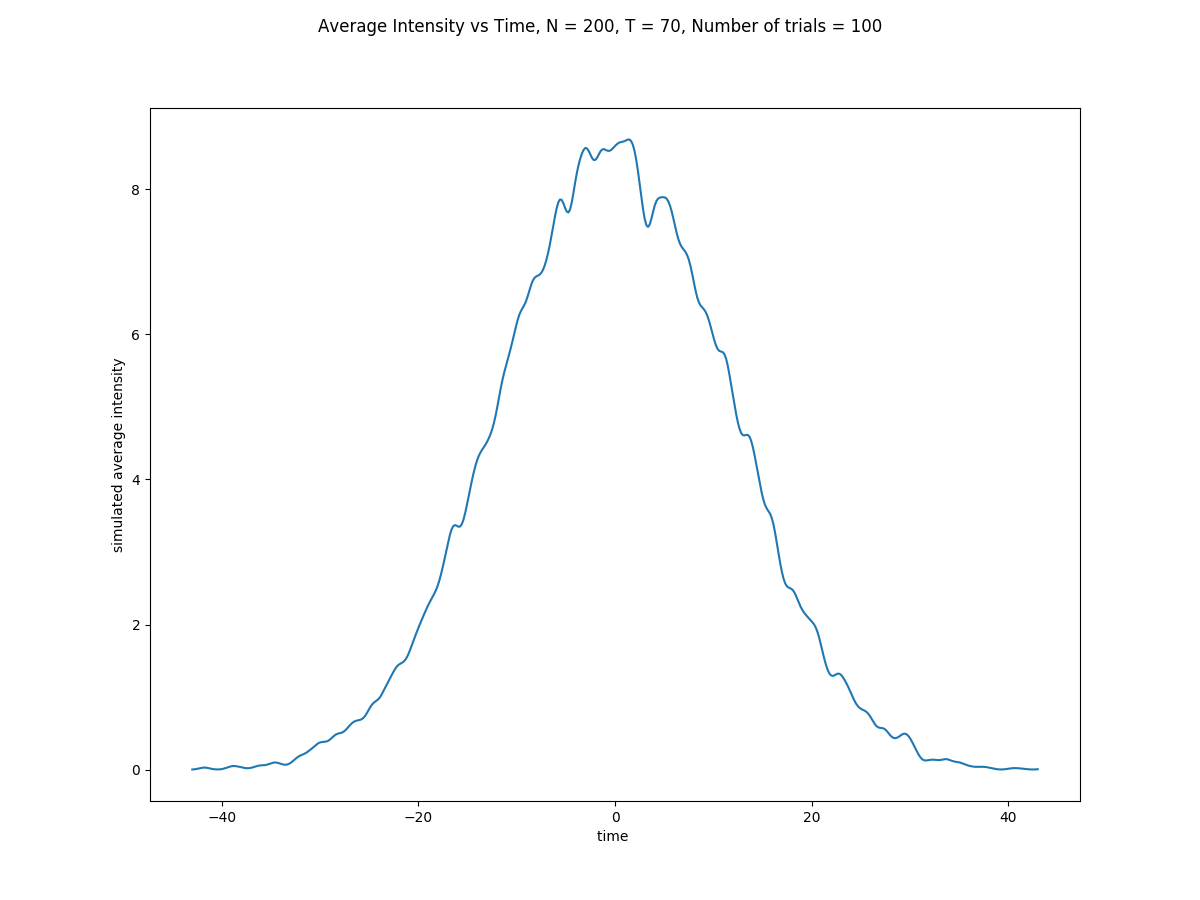 Average Intensity vs Time, N = 200, T = 70, Number of trials = 100
simulated average intensity
8
6
4
2
0
−40 −20 0 20 40
time